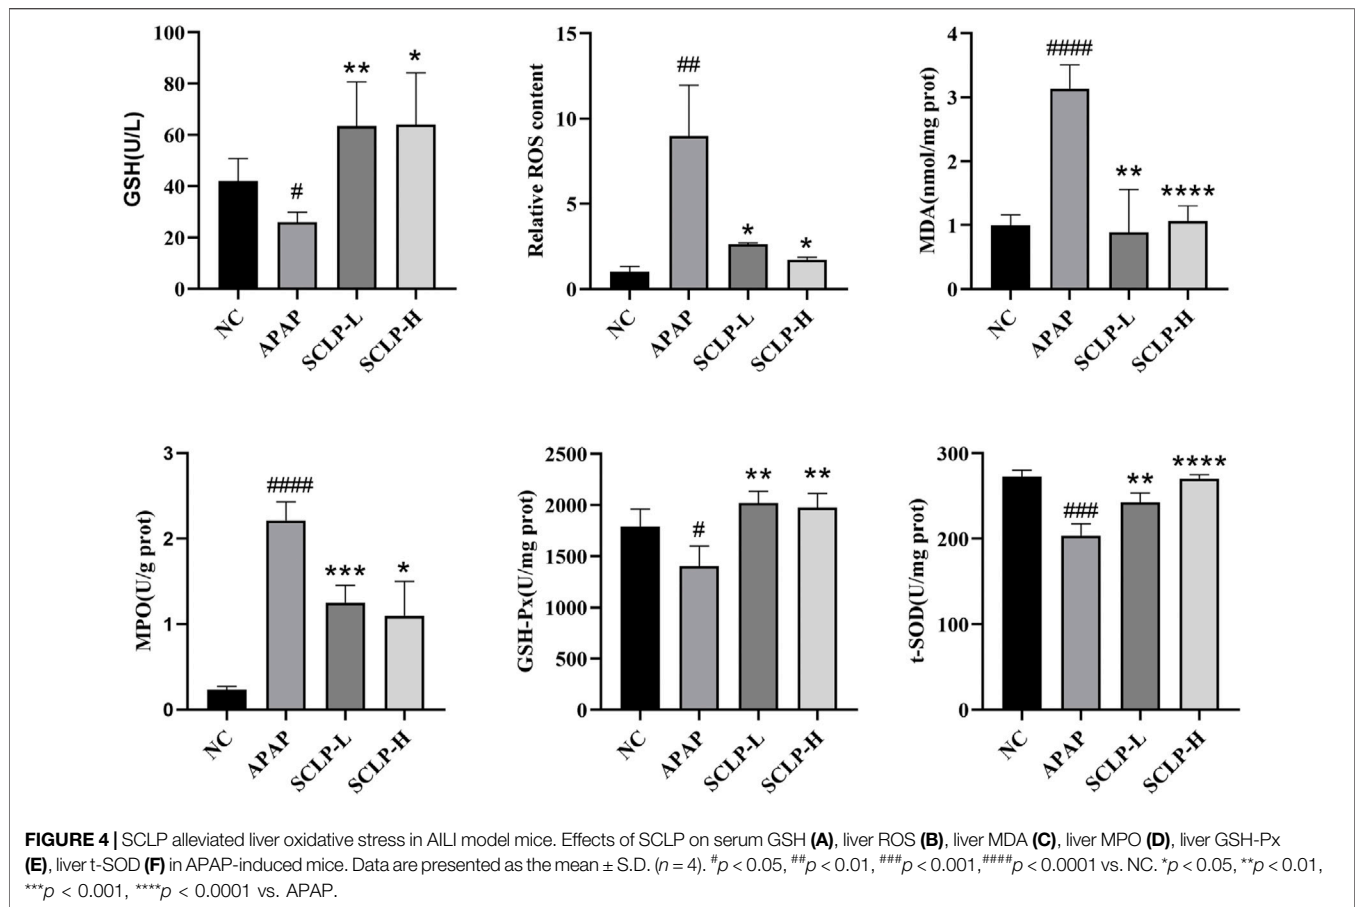 100
80
60
40
20
0
GSH(U/L)
#
**
*
NC
APAP
SCLP-L
SCLP-H
15
10
5
0
Relative ROS content
##
*
*
NC
APAP
SCLP-L
SCLP-H
4
3
2
1
0
MDA(nmol/mg prot)
####
**
****
NC
APAP
SCLP-L
SCLP-H
3
2
1
0
MPO(U/g prot)
####
***
*
NC
APAP
SCLP-L
SCLP-H
2500
2000
1500
1000
500
0
GSH-Px(U/mg prot)
#
**
**
NC
APAP
SCLP-L
SCLP-H
300
200
100
0
t-SOD(U/mg prot)
###
**
****
NC
APAP
SCLP-L
SCLP-H
FIGURE 4 | SCLP alleviated liver oxidative stress in AILI model mice. Effects of SCLP on serum GSH (A), liver ROS (B), liver MDA (C), liver MPO (D), liver GSH-Px
(E), liver t-SOD (F) in APAP-induced mice. Data are presented as the mean ± S.D. (n = 4). #p < 0.05, ##p < 0.01, ###p < 0.001, ####p < 0.0001 vs. NC. *p < 0.05, **p < 0.01,
***p < 0.001, ****p < 0.0001 vs. APAP.